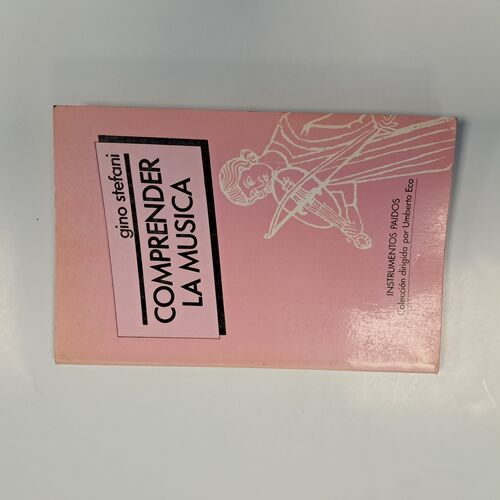 gino stefani
COMPRENDER
LA MUSICA
INSTRUMENTOS PAIDOS
Colección dirigida por Umberto Eco